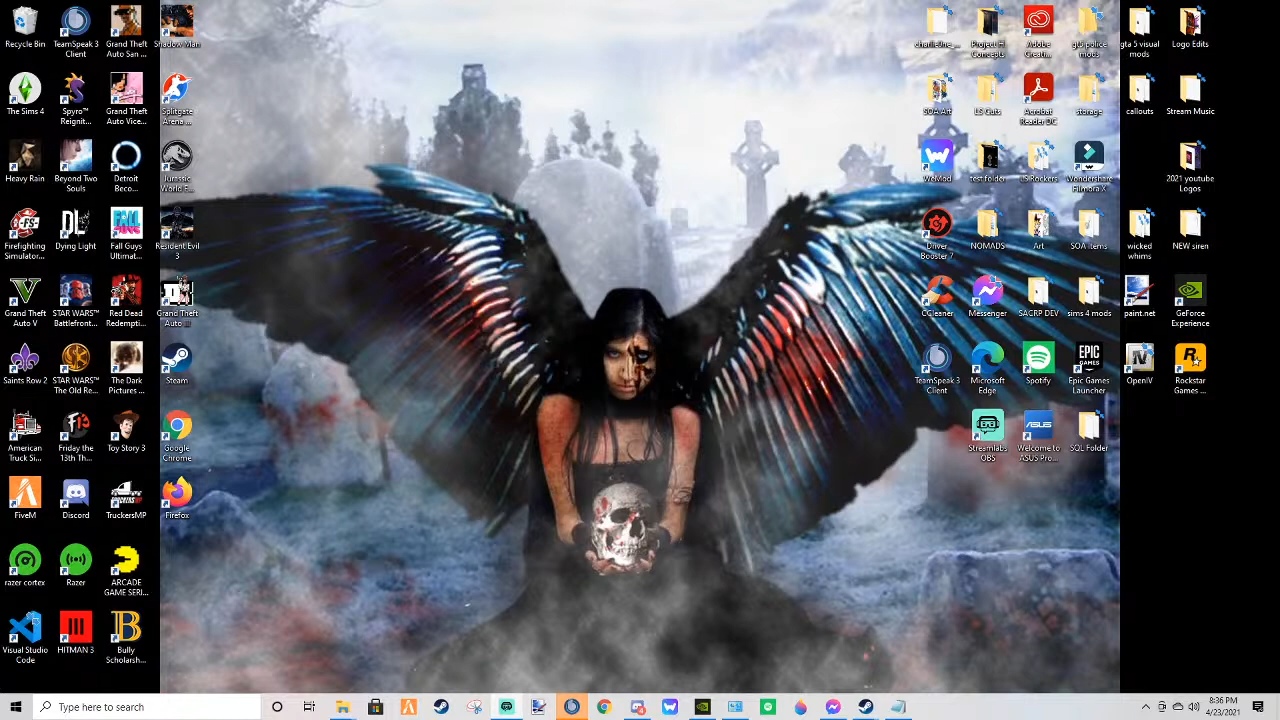 Recycle Bin
TeamSpeak 3
Client
Grand Theft
Auto San ...
Shadow Man
The Sims 4
Spyro™
Reignit...
Grand Theft
Auto Vice...
Splitgate
Arena ...
Heavy Rain
Beyond Two
Souls
Detroit
Beco...
Jurassic
World E...
Firefighting
Simulator...
Dying Light
Fall Guys
Ultimat...
Resident Evil
3
Grand Theft
Auto V
STAR WARS™
Battlefront...
Red Dead
Redempti...
Grand Theft
Auto ...
Saints Row 2
STAR WARS™
The Old Re...
The Dark
Pictures ...
Steam
American
Truck Si...
Friday the
13th Th...
Toy Story 3
Google
Chrome
FiveM
Discord
TruckersMP
Firefox
razer cortex
Razer
ARCADE
GAME SERI...
Visual Studio
Code
HITMAN 3
Bully
Scholarsh...
Project H
Concepts
Adobe
Creati...
gta police
mods
gta 5 visual
mods
Logo Edits
SOA Art
LS Guts
Acrobat
Reader DC
storage
callouts
Stream Music
WeMod
test folder
LS Rockers
Wondershare
Filmora X
2021 youtube
Logos
Driver
Booster 7
NOMADS
Art
SOA items
wicked
whims
NEW siren
CCleaner
Messenger
SACRP DEV
sims 4 mods
paint.net
GeForce
Experience
TeamSpeak 3
Client
Microsoft
Edge
Spotify
Epic Games
Launcher
OpenIV
Rockstar
Games ...
Streamlabs
OBS
Welcome to
ASUS Pro...
SQL Folder
Type here to search
8:36 PM
4/23/2021